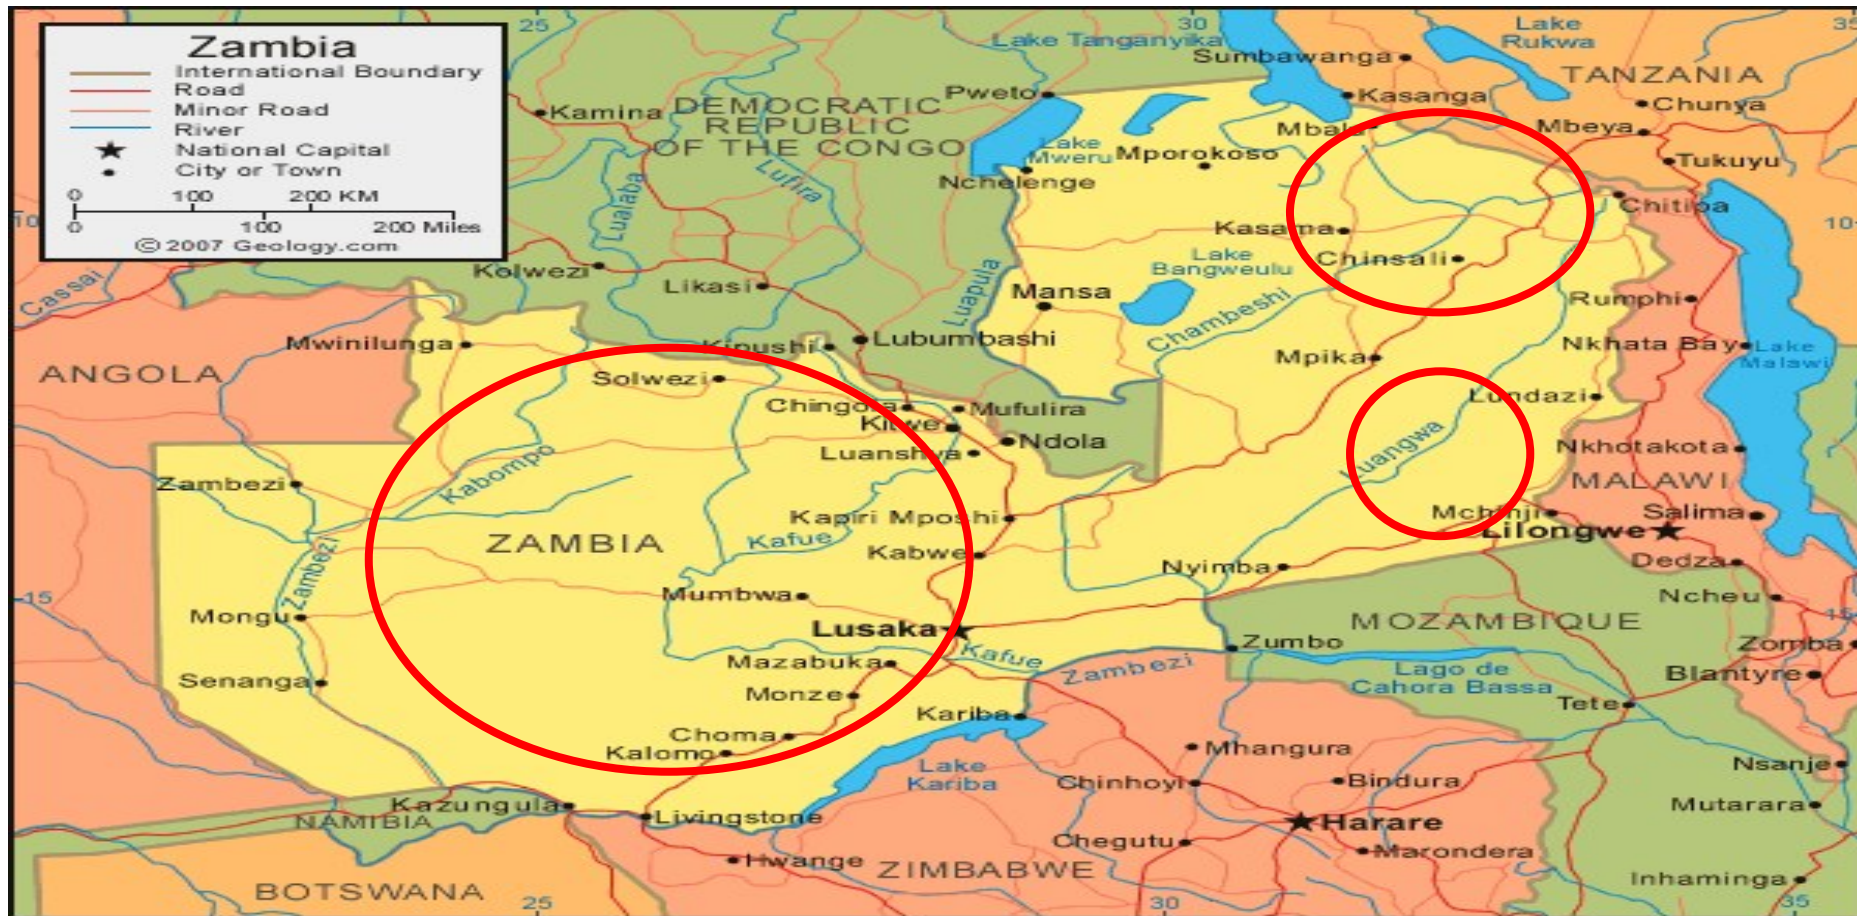 Zambia
International Boundary
Road
Minor Road
River
National Capital
City or Town
0 100 200 KM
0 100 200 Miles
© 2007 Geology.com
25
30
35
Lake Tanganyika
Lake
Rukwa
Sumbawanga
TANZANIA
Kamina
DEMOCRATIC
REPUBLIC
OF THE CONGO
Pweto
Kasanga
Chunya
Mbala
Mbeya
Lake
Mweru
Mporokoso
Tukuyu
Nchelenge
Lufira
Lualaba
Chitipa
10
10
Kasama
Chinsali
Lake
Bangweulu
Kolwezi
Cassai
Likasi
Luapula
Mansa
Rumphi
Chambeshi
Mwinilunga
Kipushi
Lubumbashi
Mpika
Nkhata Bay
Lake
Malawi
ANGOLA
Solwezi
Chingola
Mufulira
Kitwe
Ndola
Luanshya
Lundazi
Luangwa
Nkhotakota
MALAWI
Zambezi
Kabompo
Kapiri Mposhi
Mchinji
Salima
Lilongwe
ZAMBIA
Kafue
Kabwe
Nyimba
Dedza
Zambezi
15
Mumbwa
Ncheu
15
Mongu
Lusaka
MOZAMBIQUE
Zumbo
Zomba
Kafue
Mazabuka
Zambezi
Lago de
Cahora Bassa
Blantyre
Senanga
Monze
Kariba
Tete
Choma
Kalomo
Mhangura
Lake
Kariba
Chinhoyi
Bindura
Nsanje
Kazungula
Livingstone
Mutarara
NAMIBIA
Harare
Chegutu
Marondera
Hwange
ZIMBABWE
BOTSWANA
Inhaminga
25
30
35